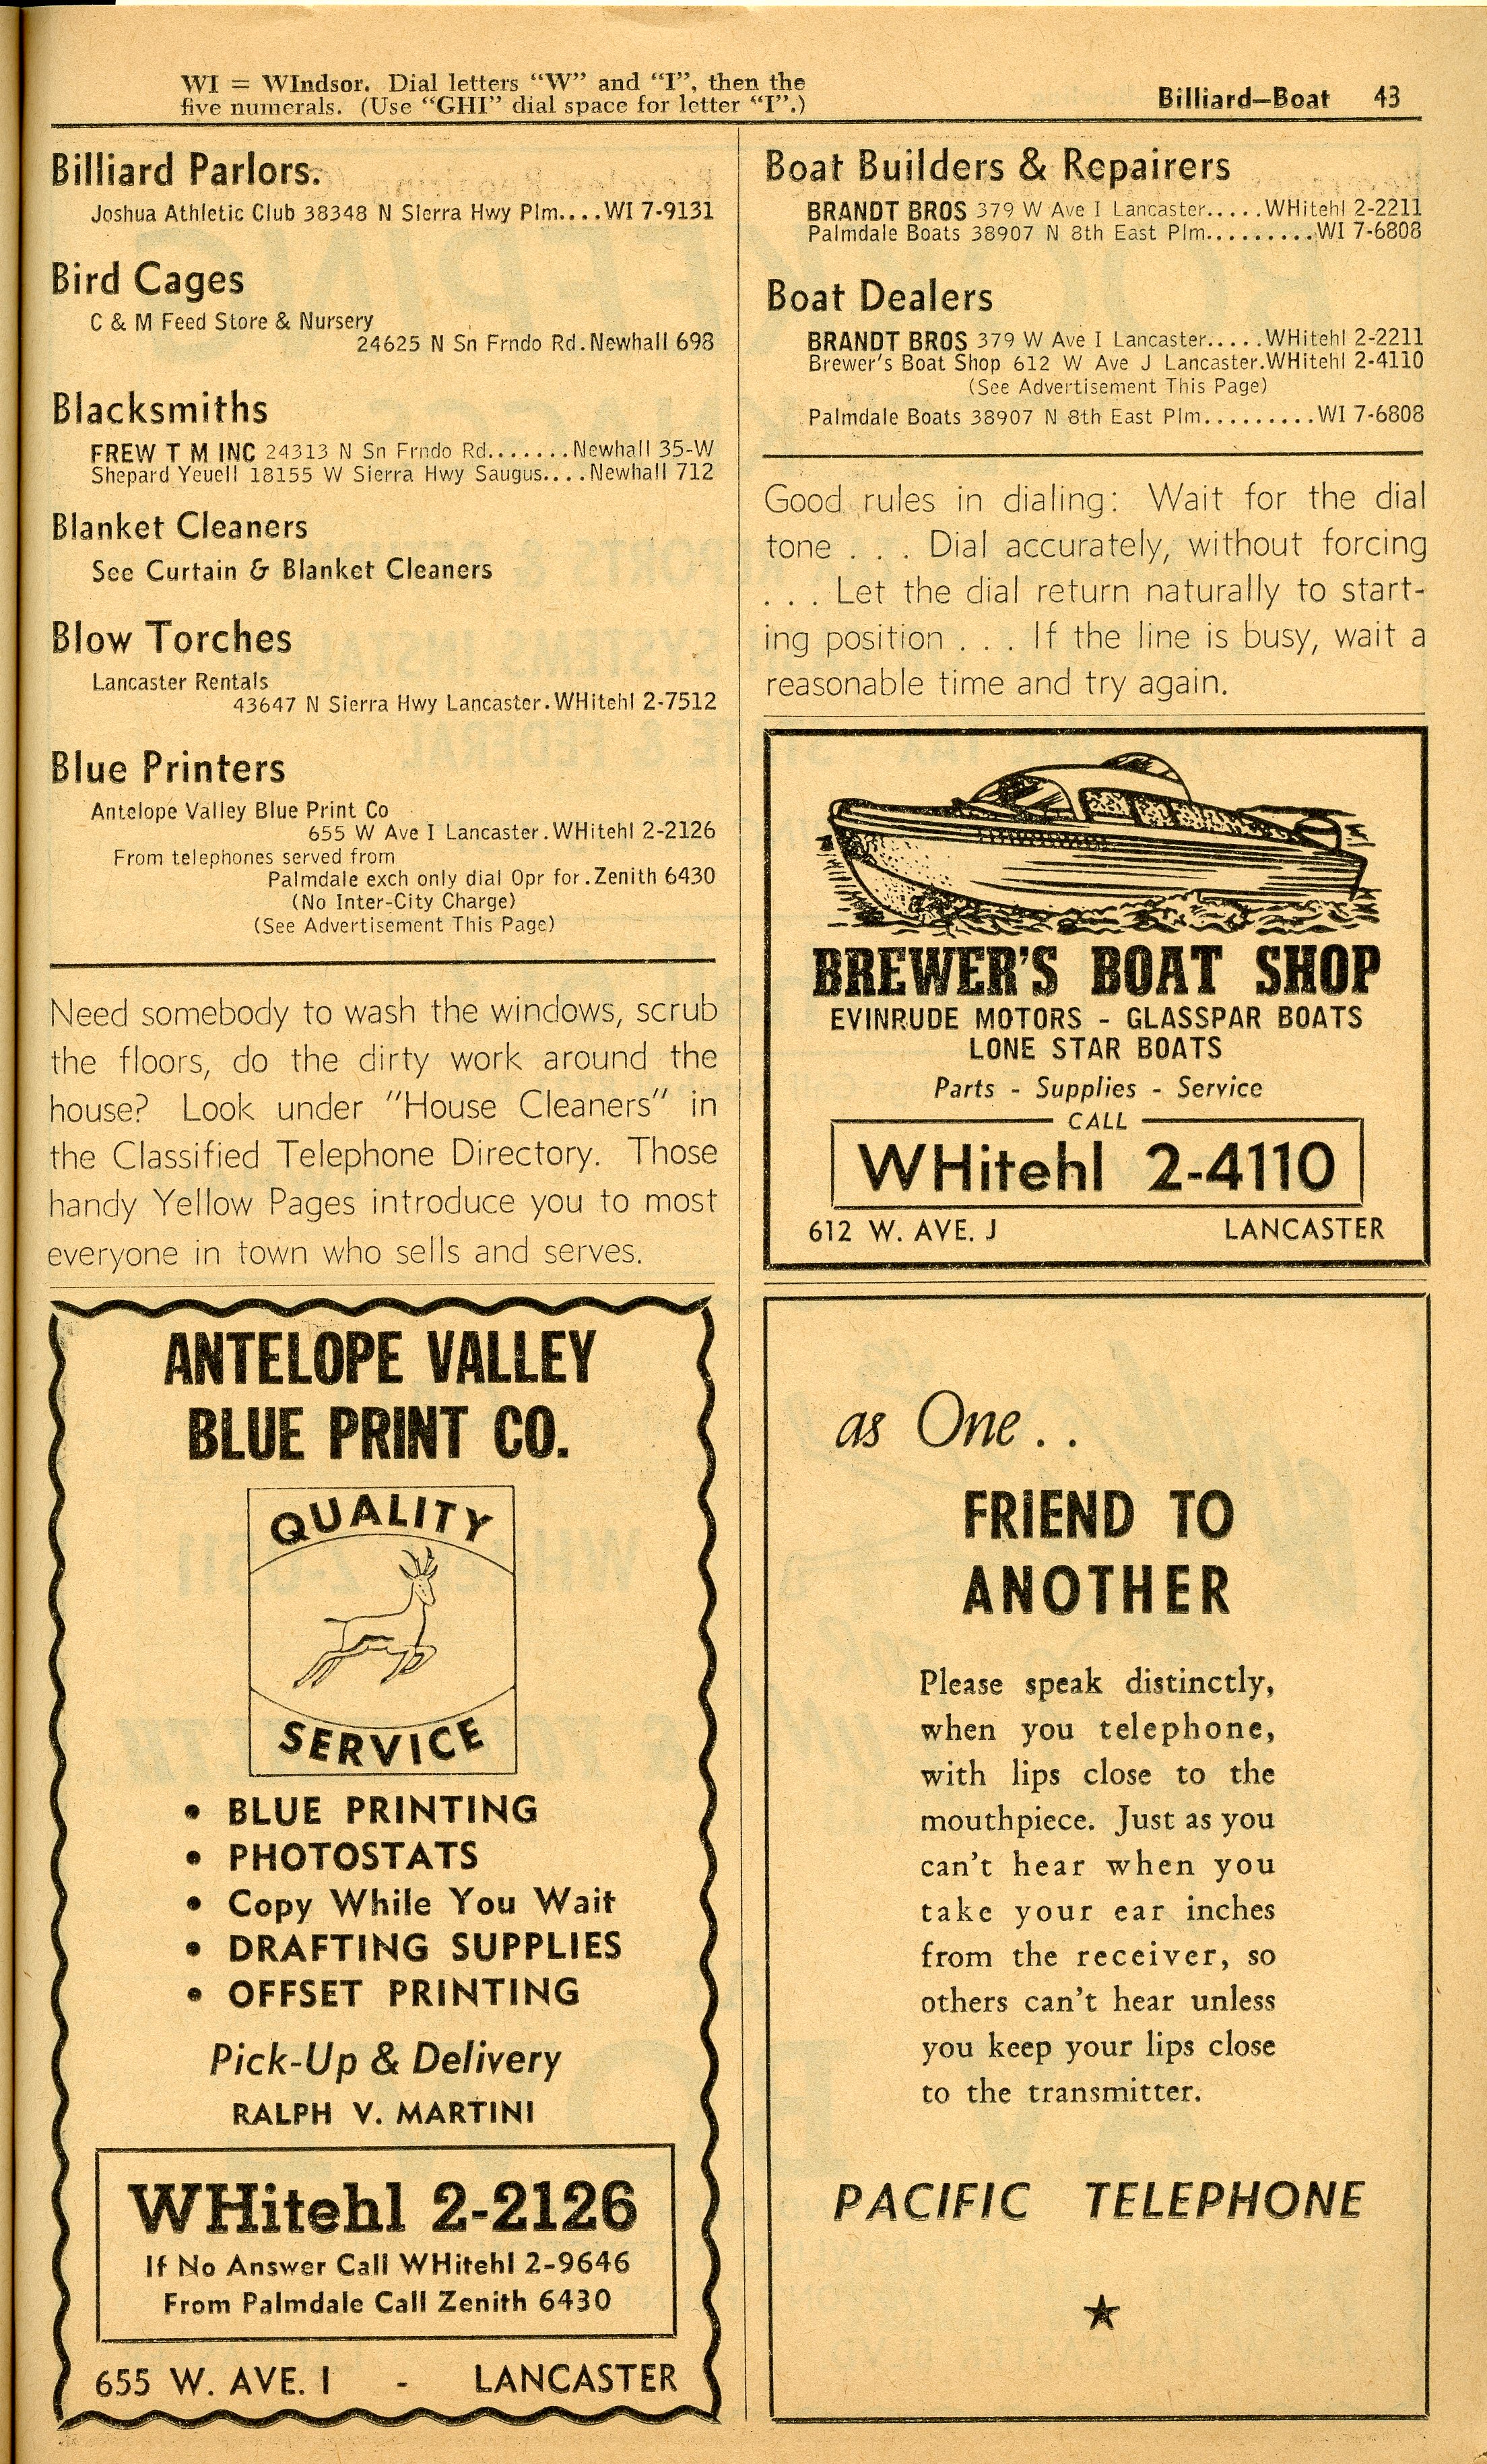 WI = WIndsor. Dial letters “W” and “I”, then the
five numerals. (Use “GHI” dial space for letter “I”.)
Billiard—Boat 43
Billiard Parlors.
Joshua Athletic Club 38348 N Sierra Hwy Plm....WI 7-9131
Bird Cages
C & M Feed Store & Nursery
24625 N Sn Frndo Rd.Newhall 698
Blacksmiths
FREW T M INC 24313 N Sn Frndo Rd.......Newhall 35-W
Shepard Yeuell 18155 W Sierra Hwy Saugus....Newhall 712
Blanket Cleaners
See Curtain & Blanket Cleaners
Blow Torches
Lancaster Rentals
43647 N Sierra Hwy Lancaster.WHitehl 2-7512
Blue Printers
Antelope Valley Blue Print Co
655 W Ave I Lancaster.WHitehl 2-2126
From telephones served from
Palmdale exch only dial Opr for.Zenith 6430
(No Inter-City Charge)
(See Advertisement This Page)
Need somebody to wash the windows, scrub
the floors, do the dirty work around the
house? Look under "House Cleaners" in
the Classified Telephone Directory. Those
handy Yellow Pages introduce you to most
everyone in town who sells and serves.
ANTELOPE VALLEY
BLUE PRINT CO.
QUALITY
SERVICE
• BLUE PRINTING
• PHOTOSTATS
• Copy While You Wait
• DRAFTING SUPPLIES
• OFFSET PRINTING
Pick-Up & Delivery
RALPH V. MARTINI
WHitehl 2-2126
If No Answer Call WHitehl 2-9646
From Palmdale Call Zenith 6430
655 W. AVE. I - LANCASTER
Boat Builders & Repairers
BRANDT BROS 379 W Ave I Lancaster.....WHitehl 2-2211
Palmdale Boats 38907 N 8th East Plm.........WI 7-6808
Boat Dealers
BRANDT BROS 379 W Ave I Lancaster.....WHitehl 2-2211
Brewer's Boat Shop 612 W Ave J Lancaster.WHitehl 2-4110
(See Advertisement This Page)
Palmdale Boats 38907 N 8th East Plm.........WI 7-6808
Good rules in dialing: Wait for the dial
tone . . . Dial accurately, without forcing
. . . Let the dial return naturally to start-
ing position . . . If the line is busy, wait a
reasonable time and try again.
BREWER'S BOAT SHOP
EVINRUDE MOTORS - GLASSPAR BOATS
LONE STAR BOATS
Parts - Supplies - Service
CALL
WHitehl 2-4110
612 W. AVE. J LANCASTER
as One . .
FRIEND TO
ANOTHER
Please speak distinctly,
when you telephone,
with lips close to the
mouthpiece. Just as you
can't hear when you
take your ear inches
from the receiver, so
others can't hear unless
you keep your lips close
to the transmitter.
PACIFIC TELEPHONE